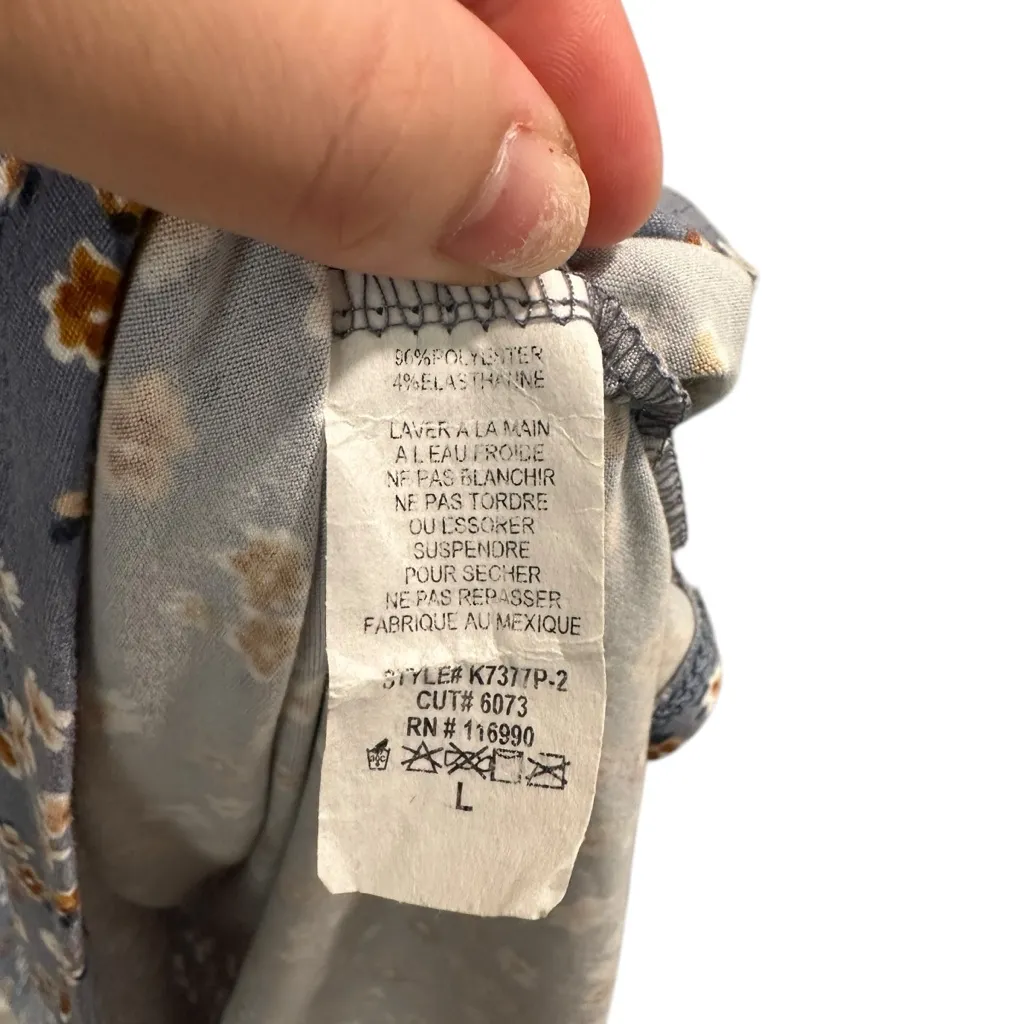 96%POLYESTER
4%ELASTHANNE
LAVER A LA MAIN
A L EAU FROIDE
NE PAS BLANCHIR
NE PAS TORDRE
OU ESSORER
SUSPENDRE
POUR SECHER
NE PAS REPASSER
FABRIQUE AU MEXIQUE
STYLE# K7377P-2
CUT# 6073
RN # 116990
L